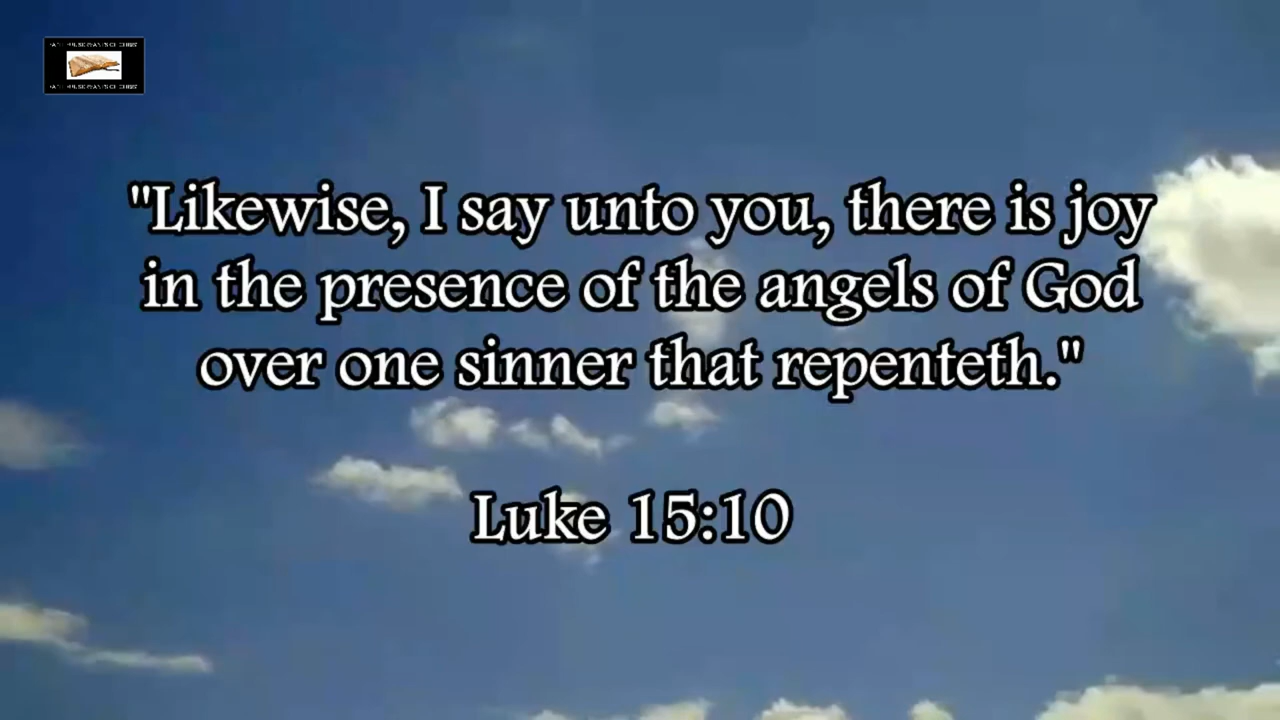 "Likewise, I say unto you, there is joy
in the presence of the angels of God
over one sinner that repenteth."
Luke 15:10